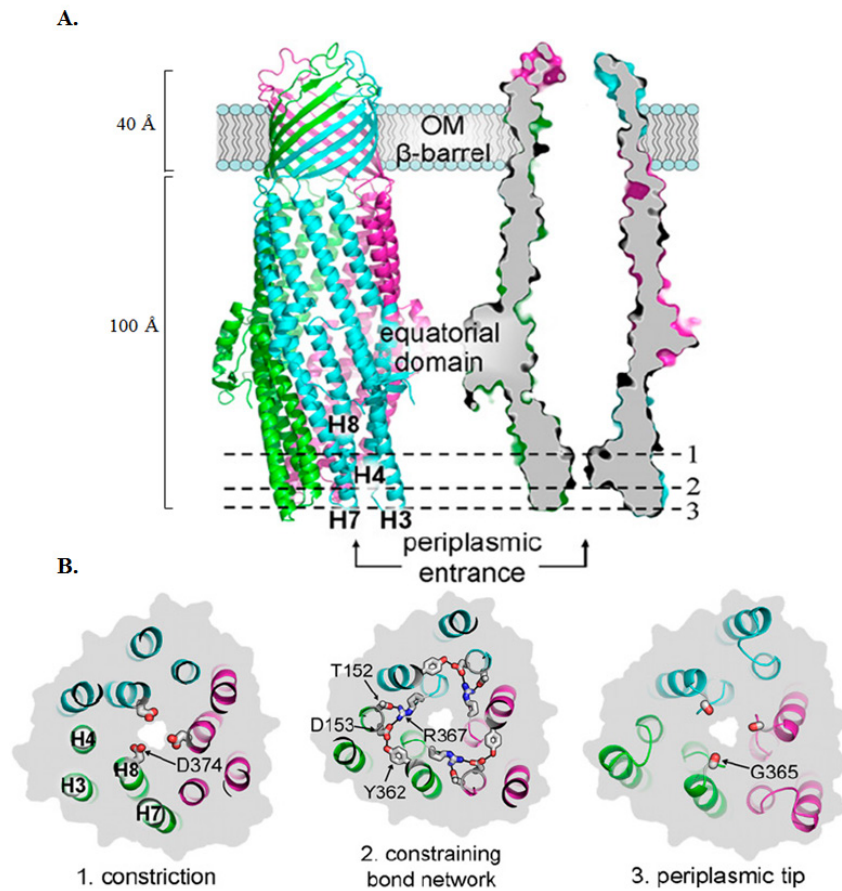 A.
40 Å
OM
β-barrel
100 Å
equatorial
domain
H8
H4
H7 H3
1
2
3
periplasmic
entrance
B.
H4
H3
H8
H7
D374
1. constriction
T152
D153
R367
Y362
2. constraining
bond network
G365
3. periplasmic tip